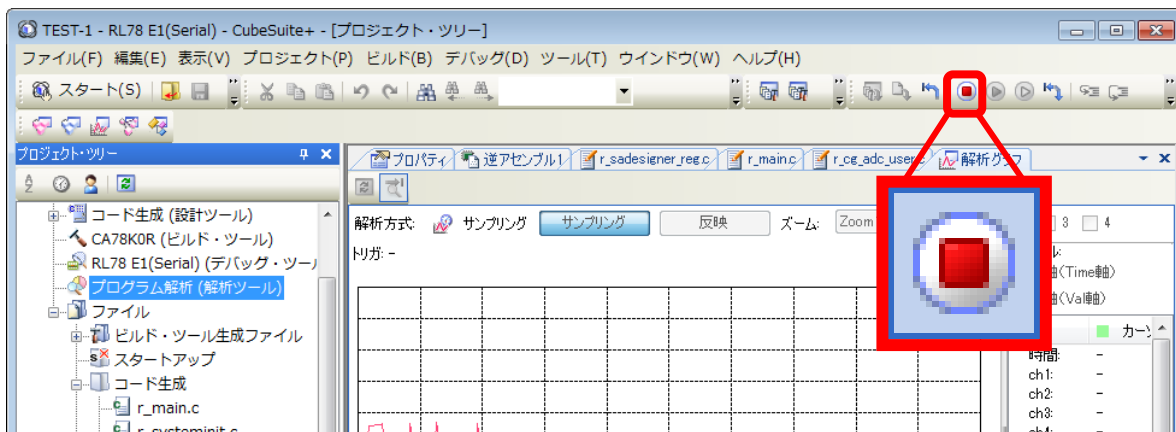 TEST-1 - RL78 E1(Serial) - CubeSuite+ - [プロジェクト・ツリー]
ファイル(F) 編集(E) 表示(V) プロジェクト(P) ビルド(B) デバッグ(D) ツール(T) ウインドウ(W) ヘルプ(H)
スタート(S)
プロジェクト・ツリー
プロパティ 逆アセンブル1 r_sadesigner_reg.c r_main.c r_cg_adc_user.c 解析グラフ
コード生成 (設計ツール)
CA78K0R (ビルド・ツール)
RL78 E1(Serial) (デバッグ・ツール
プログラム解析 (解析ツール)
ファイル
ビルド・ツール生成ファイル
スタートアップ
コード生成
r_main.c
r_systeminit.c
解析方式: サンプリング サンプリング 反映 ズーム: Zoom 3 4
トリガ: -
軸(Time軸)
軸(Val軸)
カーソ
時間: -
ch1: -
ch2: -
ch3: -
ch4: -